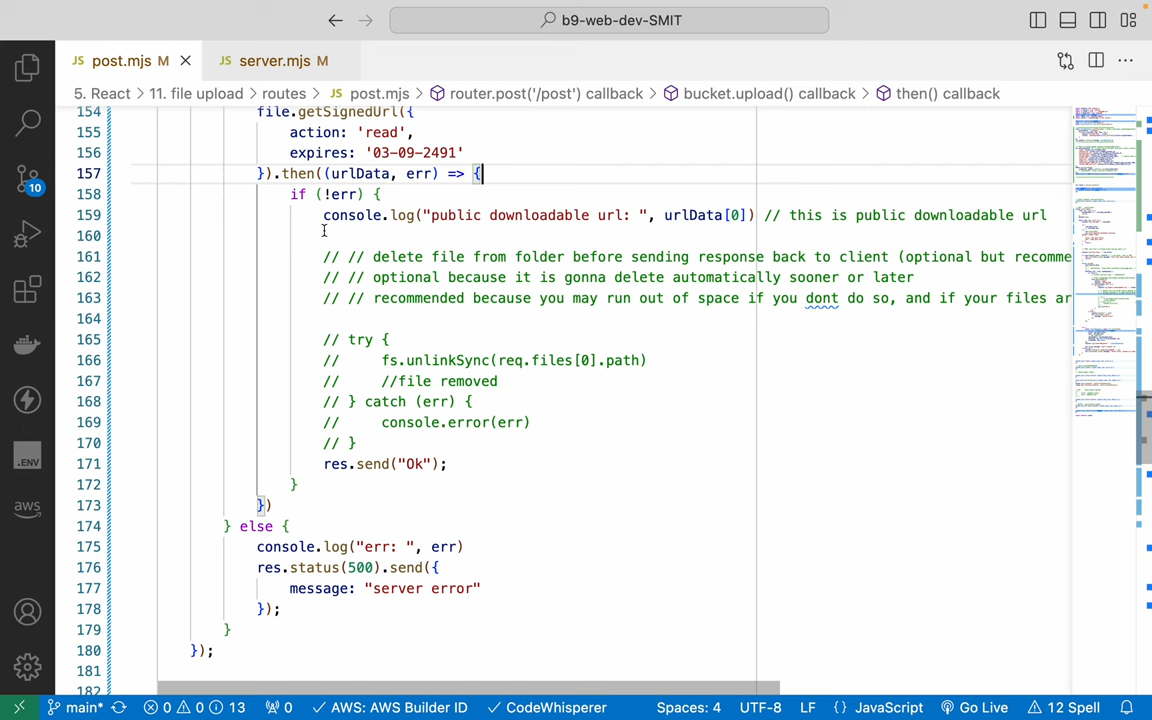 b9-web-dev-SMIT
JS post.mjs M
JS server.mjs M
5. React > 11. file upload > routes > JS post.mjs > router.post('/post') callback > bucket.upload() callback > then() callback
154 file.getSignedUrl({
155 action: 'read',
156 expires: '03-09-2491'
157 }).then((urlData, err) => {
158 if (!err) {
159 console.log("public downloadable url: ", urlData[0]) // this is public downloadable url
160
161 // // delete file from folder before sending response back to client (optional but recomme
162 // // optional because it is gonna delete automatically sooner or later
163 // // recommended because you may run out of space if you dont do so, and if your files ar
164
165 // try {
166 // fs.unlinkSync(req.files[0].path)
167 // //file removed
168 // } catch (err) {
169 // console.error(err)
170 // }
171 res.send("Ok");
172 }
173 })
174 } else {
175 console.log("err: ", err)
176 res.status(500).send({
177 message: "server error"
178 });
179 }
180 });
181
182
10
.ENV
aws
main* 0 0 13 0 AWS: AWS Builder ID CodeWhisperer Spaces: 4 UTF-8 LF {} JavaScript Go Live 12 Spell